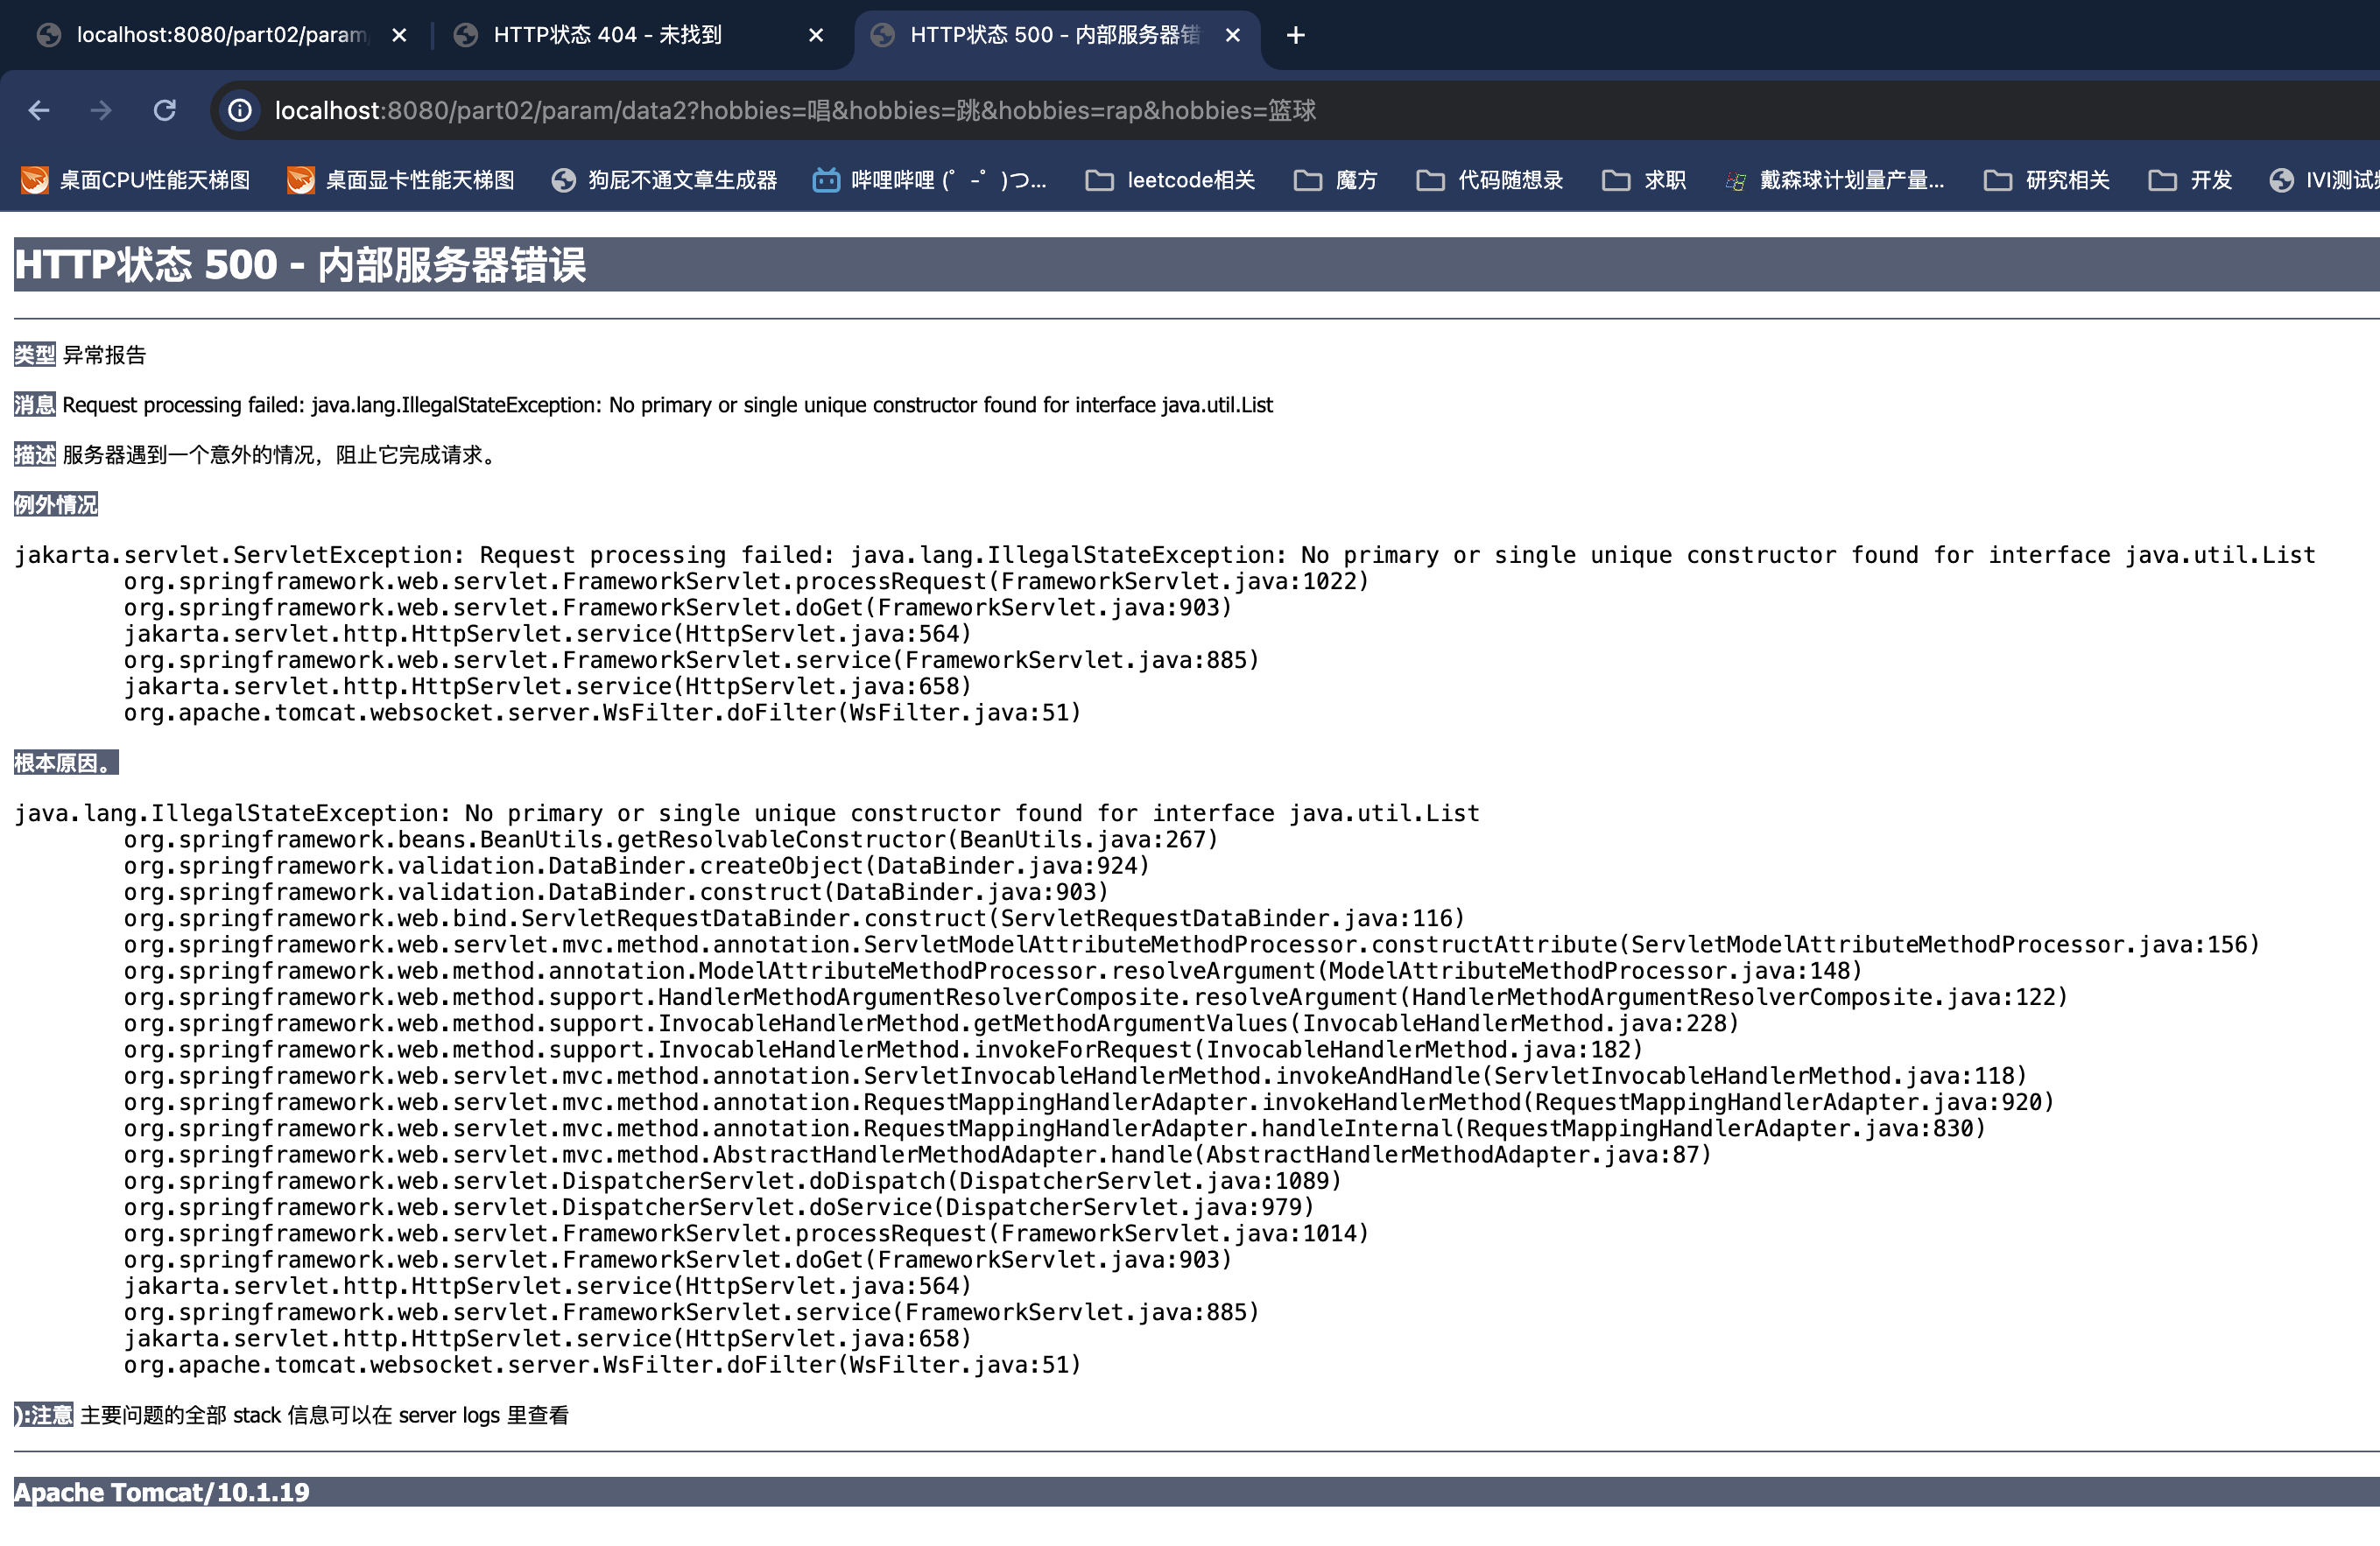 localhost:8080/part02/param
HTTP状态 404 - 未找到
HTTP状态 500 - 内部服务器错
localhost:8080/part02/param/data2?hobbies=唱&hobbies=跳&hobbies=rap&hobbies=篮球
桌面CPU性能天梯图
桌面显卡性能天梯图
狗屁不通文章生成器
哔哩哔哩 (゜-゜)つ...
leetcode相关
魔方
代码随想录
求职
戴森球计划量产量...
研究相关
开发
IVI测试
HTTP状态 500 - 内部服务器错误
类型 异常报告
消息 Request processing failed: java.lang.IllegalStateException: No primary or single unique constructor found for interface java.util.List
描述 服务器遇到一个意外的情况，阻止它完成请求。
例外情况
jakarta.servlet.ServletException: Request processing failed: java.lang.IllegalStateException: No primary or single unique constructor found for interface java.util.List
org.springframework.web.servlet.FrameworkServlet.processRequest(FrameworkServlet.java:1022)
org.springframework.web.servlet.FrameworkServlet.doGet(FrameworkServlet.java:903)
jakarta.servlet.http.HttpServlet.service(HttpServlet.java:564)
org.springframework.web.servlet.FrameworkServlet.service(FrameworkServlet.java:885)
jakarta.servlet.http.HttpServlet.service(HttpServlet.java:658)
org.apache.tomcat.websocket.server.WsFilter.doFilter(WsFilter.java:51)
根本原因。
java.lang.IllegalStateException: No primary or single unique constructor found for interface java.util.List
org.springframework.beans.BeanUtils.getResolvableConstructor(BeanUtils.java:267)
org.springframework.validation.DataBinder.createObject(DataBinder.java:924)
org.springframework.validation.DataBinder.construct(DataBinder.java:903)
org.springframework.web.bind.ServletRequestDataBinder.construct(ServletRequestDataBinder.java:116)
org.springframework.web.servlet.mvc.method.annotation.ServletModelAttributeMethodProcessor.constructAttribute(ServletModelAttributeMethodProcessor.java:156)
org.springframework.web.method.annotation.ModelAttributeMethodProcessor.resolveArgument(ModelAttributeMethodProcessor.java:148)
org.springframework.web.method.support.HandlerMethodArgumentResolverComposite.resolveArgument(HandlerMethodArgumentResolverComposite.java:122)
org.springframework.web.method.support.InvocableHandlerMethod.getMethodArgumentValues(InvocableHandlerMethod.java:228)
org.springframework.web.method.support.InvocableHandlerMethod.invokeForRequest(InvocableHandlerMethod.java:182)
org.springframework.web.servlet.mvc.method.annotation.ServletInvocableHandlerMethod.invokeAndHandle(ServletInvocableHandlerMethod.java:118)
org.springframework.web.servlet.mvc.method.annotation.RequestMappingHandlerAdapter.invokeHandlerMethod(RequestMappingHandlerAdapter.java:920)
org.springframework.web.servlet.mvc.method.annotation.RequestMappingHandlerAdapter.handleInternal(RequestMappingHandlerAdapter.java:830)
org.springframework.web.servlet.mvc.method.AbstractHandlerMethodAdapter.handle(AbstractHandlerMethodAdapter.java:87)
org.springframework.web.servlet.DispatcherServlet.doDispatch(DispatcherServlet.java:1089)
org.springframework.web.servlet.DispatcherServlet.doService(DispatcherServlet.java:979)
org.springframework.web.servlet.FrameworkServlet.processRequest(FrameworkServlet.java:1014)
org.springframework.web.servlet.FrameworkServlet.doGet(FrameworkServlet.java:903)
jakarta.servlet.http.HttpServlet.service(HttpServlet.java:564)
org.springframework.web.servlet.FrameworkServlet.service(FrameworkServlet.java:885)
jakarta.servlet.http.HttpServlet.service(HttpServlet.java:658)
org.apache.tomcat.websocket.server.WsFilter.doFilter(WsFilter.java:51)
):注意 主要问题的全部 stack 信息可以在 server logs 里查看
Apache Tomcat/10.1.19